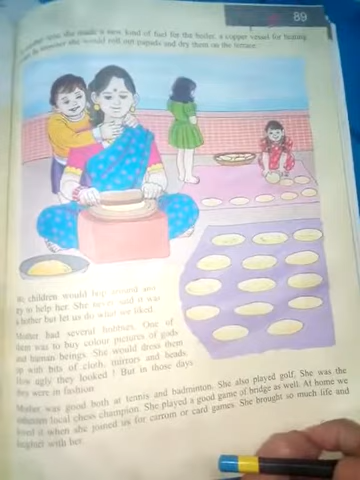 89
time she made a new kind of fuel for the boiler, a copper vessel for heating
In summer she would roll out papads and dry them on the terrace.
We children would hop around and
try to help her. She never said it was
a bother but let us do what we liked.
Mother had several hobbies. One of
them was to buy colour pictures of gods
and human beings. She would dress them
up with bits of cloth, mirrors and beads.
How ugly they looked ! But in those days
they were in fashion.
Mother was good both at tennis and badminton. She also played golf. She was the
local chess champion. She played a good game of bridge as well. At home we
loved it when she joined us for carrom or card games. She brought so much life and
laughter with her.